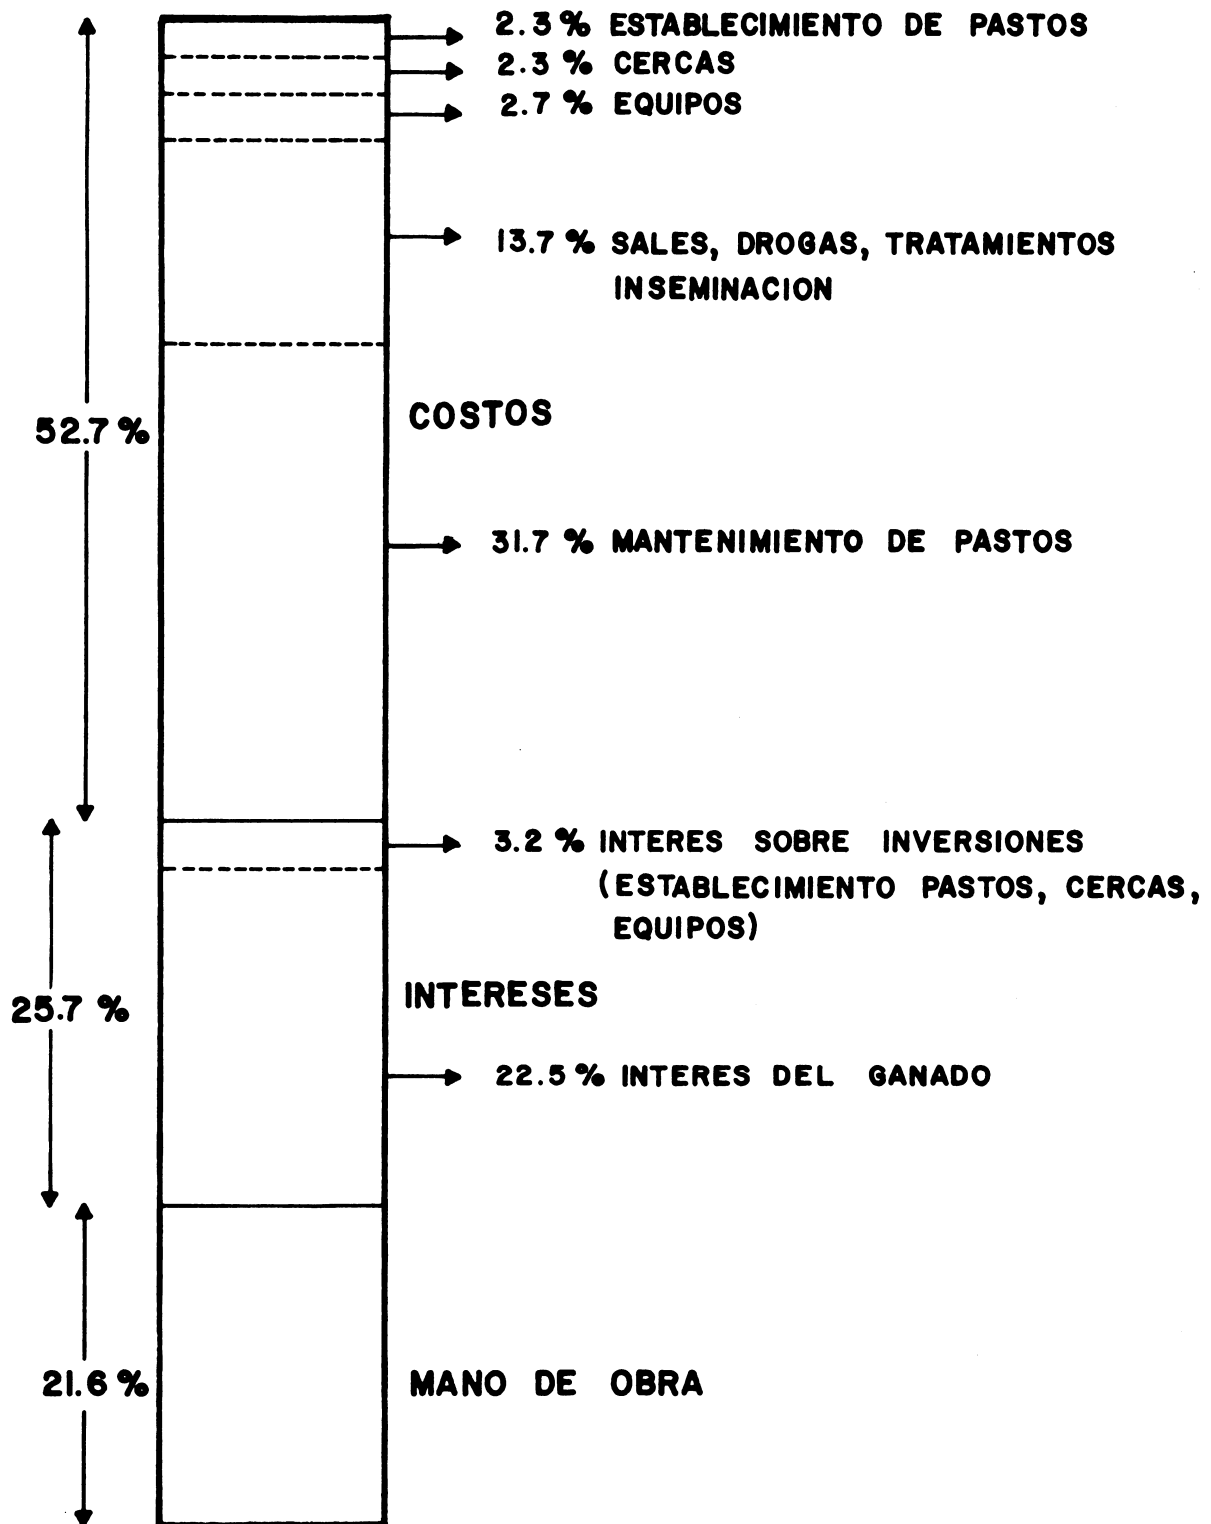 2.3 % ESTABLECIMIENTO DE PASTOS
2.3 % CERCAS
2.7 % EQUIPOS
13.7 % SALES, DROGAS, TRATAMIENTOS
INSEMINACION
52.7 %
COSTOS
31.7 % MANTENIMIENTO DE PASTOS
3.2 % INTERES SOBRE INVERSIONES
(ESTABLECIMIENTO PASTOS, CERCAS,
EQUIPOS)
25.7 %
INTERESES
22.5 % INTERES DEL GANADO
21.6 %
MANO DE OBRA